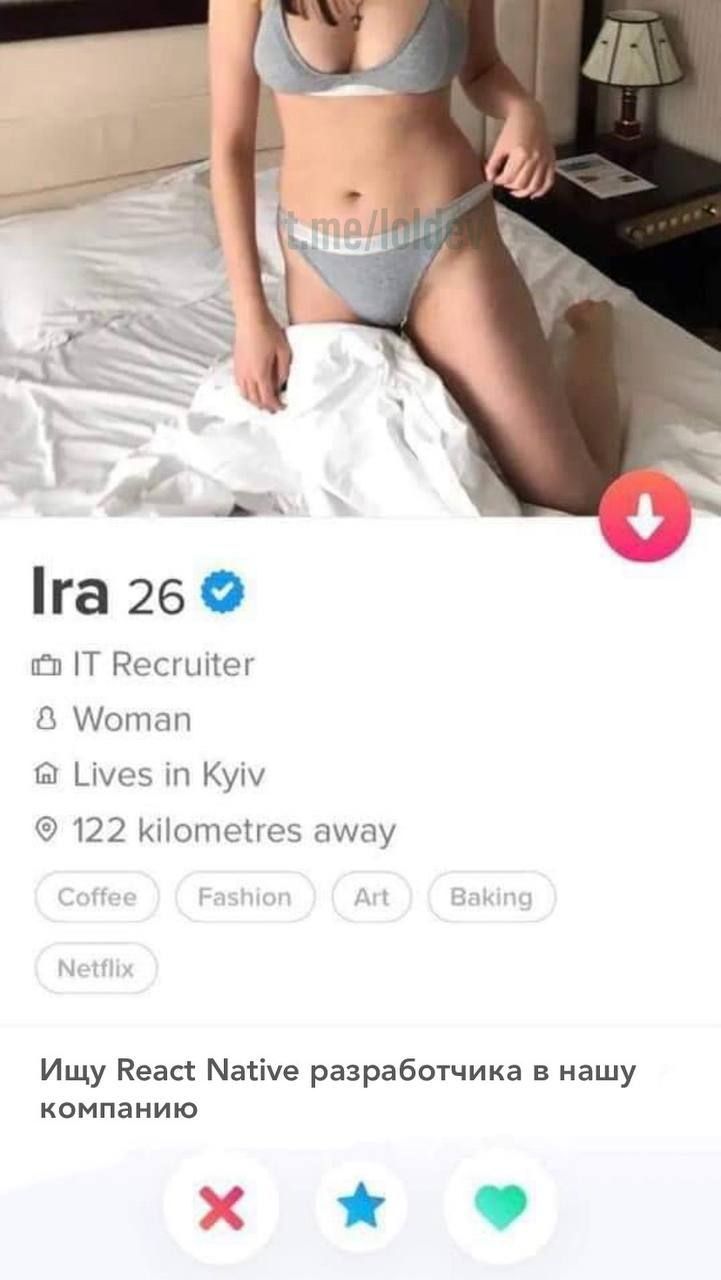 t.me/loldev
Ira 26
IT Recruiter
Woman
Lives in Kyiv
122 kilometres away
Coffee Fashion Art Baking
Netflix
Ищу React Native разработчика в нашу
компанию